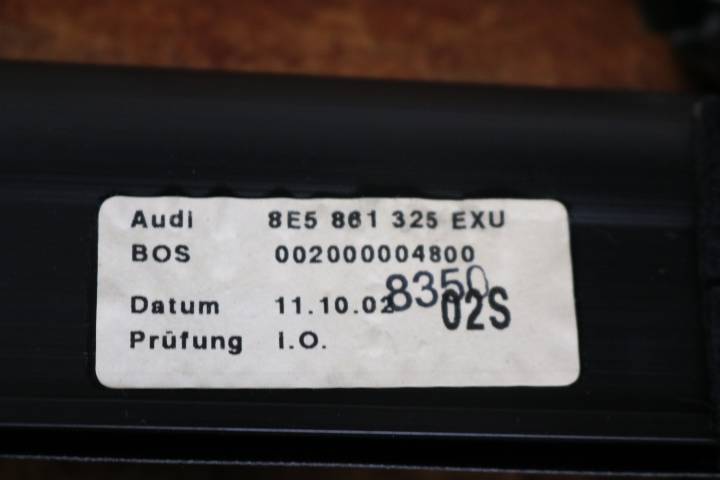 Audi 8E5 861 325 EXU
BOS 002000004800
8350
Datum 11.10.02
02S
Prüfung I.O.